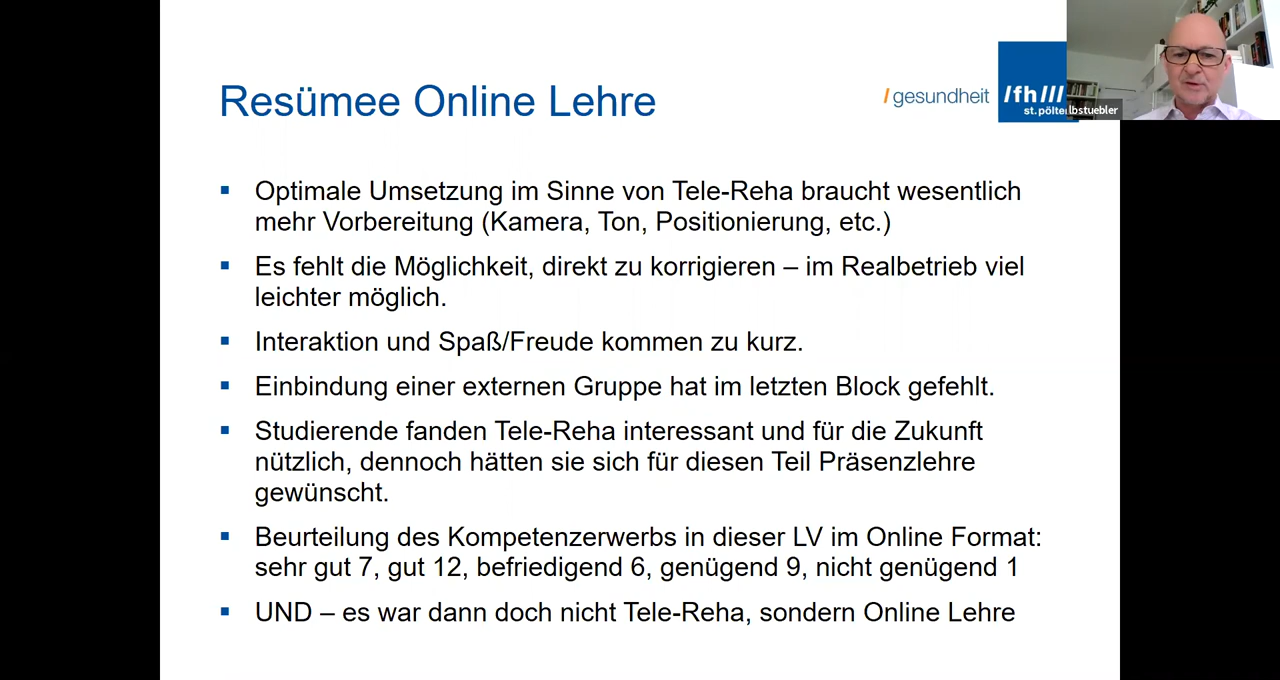 Resümee Online Lehre
/ gesundheit
/fh///
st.pölte
lbstuebler
Optimale Umsetzung im Sinne von Tele-Reha braucht wesentlich
mehr Vorbereitung (Kamera, Ton, Positionierung, etc.)
Es fehlt die Möglichkeit, direkt zu korrigieren – im Realbetrieb viel
leichter möglich.
Interaktion und Spaß/Freude kommen zu kurz.
Einbindung einer externen Gruppe hat im letzten Block gefehlt.
Studierende fanden Tele-Reha interessant und für die Zukunft
nützlich, dennoch hätten sie sich für diesen Teil Präsenzlehre
gewünscht.
Beurteilung des Kompetenzerwerbs in dieser LV im Online Format:
sehr gut 7, gut 12, befriedigend 6, genügend 9, nicht genügend 1
UND – es war dann doch nicht Tele-Reha, sondern Online Lehre